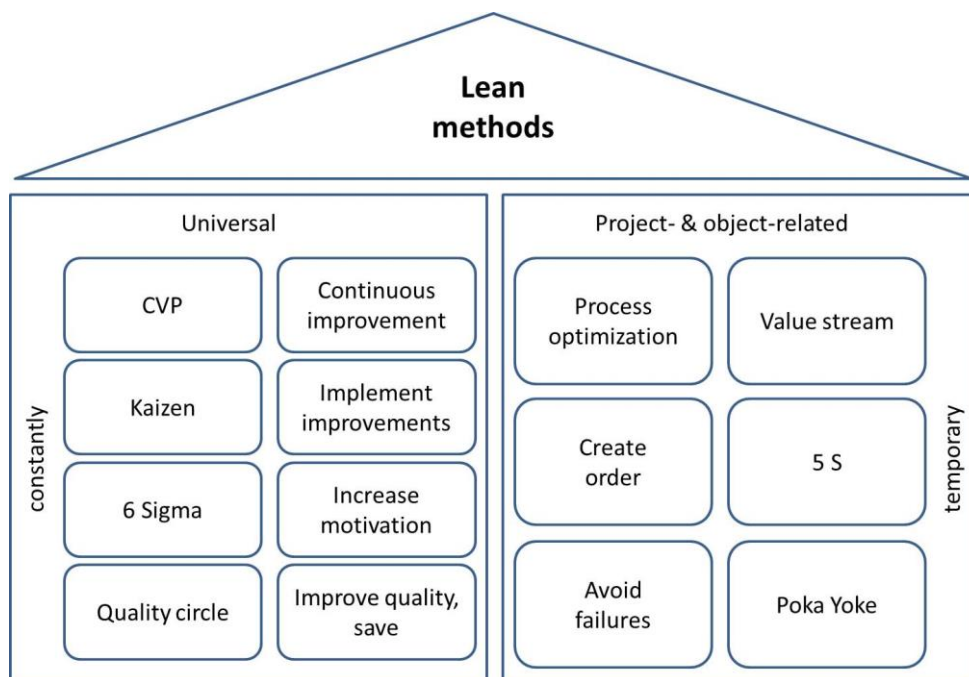 Lean
methods
Universal
constantly
CVP
Continuous
improvement
Kaizen
Implement
improvements
6 Sigma
Increase
motivation
Quality circle
Improve quality,
save
Project- & object-related
Process
optimization
Value stream
Create
order
5 S
Avoid
failures
Poka Yoke
temporary